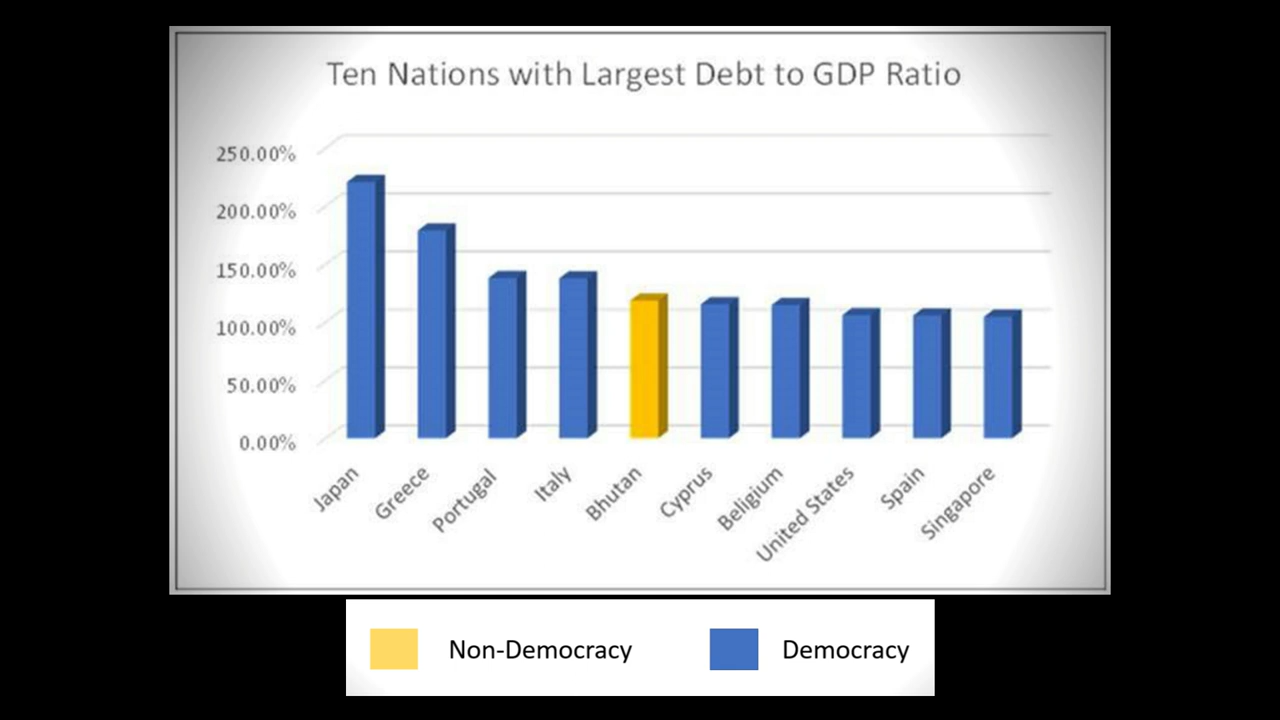 Ten Nations with Largest Debt to GDP Ratio
250.00%
200.00%
150.00%
100.00%
50.00%
0.00%
Japan
Greece
Portugal
Italy
Bhutan
Cyprus
Beligium
United States
Spain
Singapore
Non-Democracy
Democracy